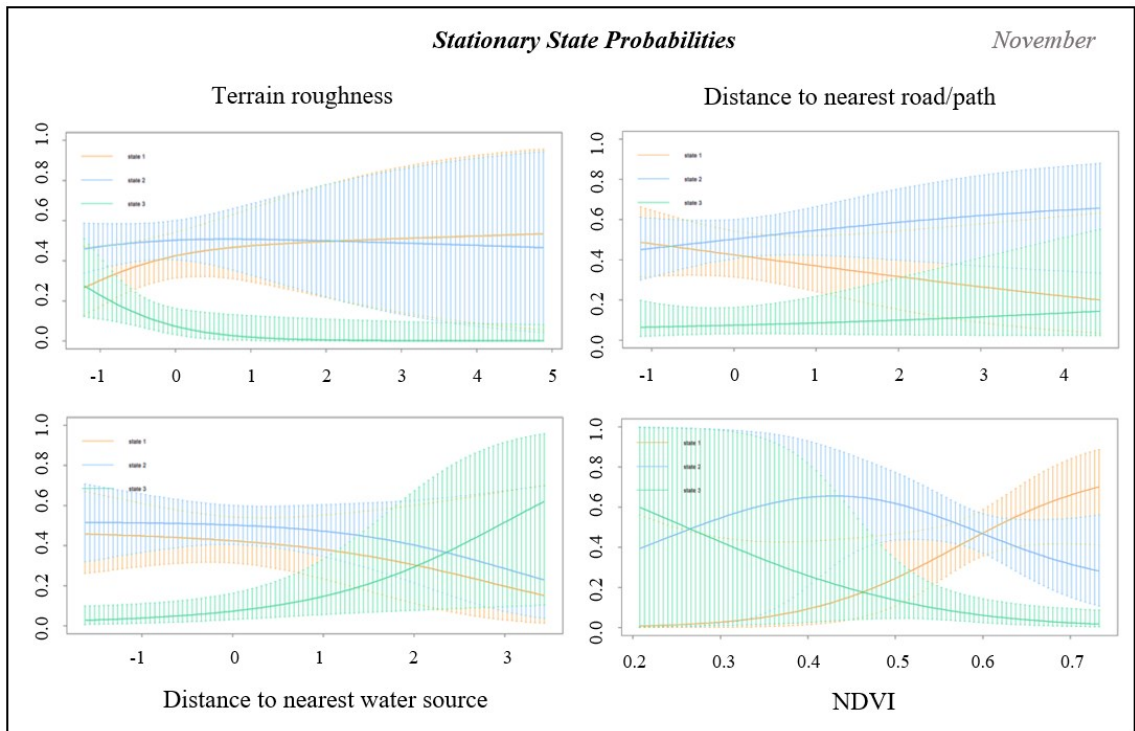 Stationary State Probabilities
November
Terrain roughness
Distance to nearest road/path
1.0
0.8
0.6
0.4
0.2
0.0
state 1
state 2
state 3
-1 0 1 2 3 4 5
1.0
0.8
0.6
0.4
0.2
0.0
state 1
state 2
state 3
-1 0 1 2 3 4
1.0
0.8
0.6
0.4
0.2
0.0
state 1
state 2
state 3
-1 0 1 2 3
Distance to nearest water source
1.0
0.8
0.6
0.4
0.2
0.0
state 1
state 2
state 3
0.2 0.3 0.4 0.5 0.6 0.7
NDVI